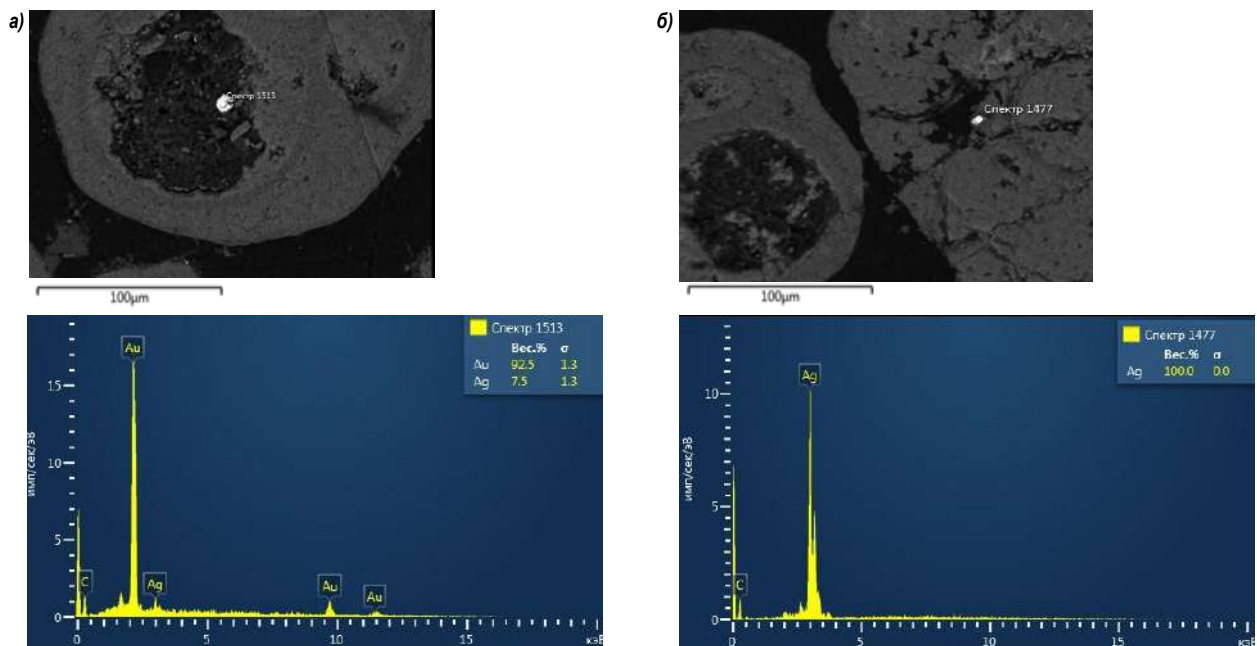 а)
Спектр 1513
100µm
б)
Спектр 1477
100µm
Спектр 1513
Вес.% σ
Au 92.5 1.3
Ag 7.5 1.3
Au
C
Ag
Au
Au
имп/сек/эВ
15
10
5
0
0 5 10 15 кэВ
Спектр 1477
Вес.% σ
Ag 100.0 0.0
Ag
C
имп/сек/эВ
10
5
0
0 5 10 15 кэВ